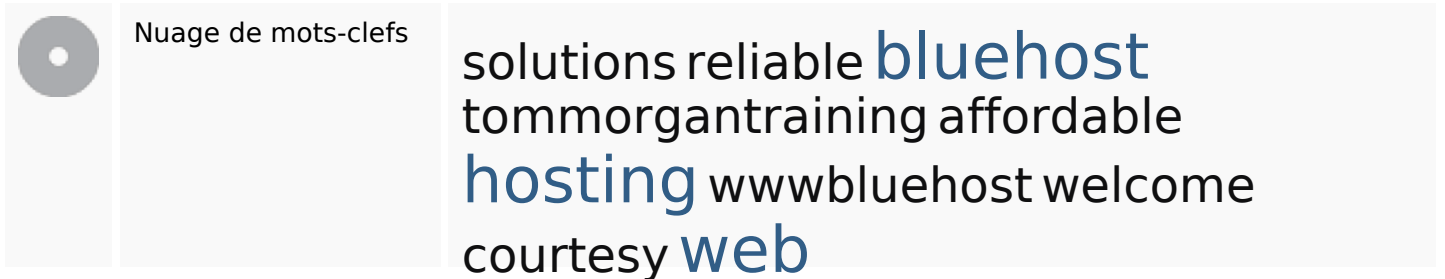 Nuage de mots-clefs
solutions reliable bluehost
tommorgantraining affordable
hosting wwwbluehost welcome
courtesy web